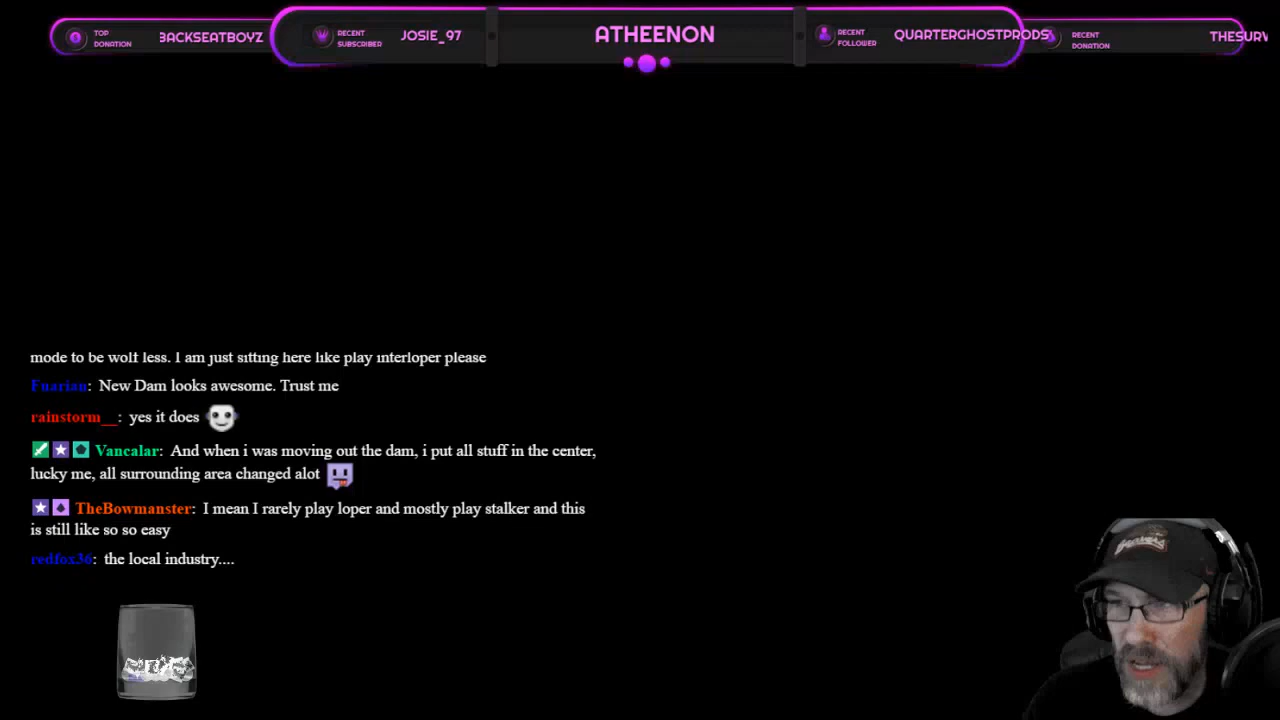 TOP
DONATION
BACKSEATBOYZ
RECENT
SUBSCRIBER
JOSIE_97
ATHEENON
RECENT
FOLLOWER
QUARTERGHOSTPRODS
RECENT
DONATION
THESURV
mode to be wolf less. I am just sitting here like play interloper please
Fuarian: New Dam looks awesome. Trust me
rainstorm__: yes it does
Vancalar: And when i was moving out the dam, i put all stuff in the center,
lucky me, all surrounding area changed alot
TheBowmanster: I mean I rarely play loper and mostly play stalker and this
is still like so so easy
redfox36: the local industry....